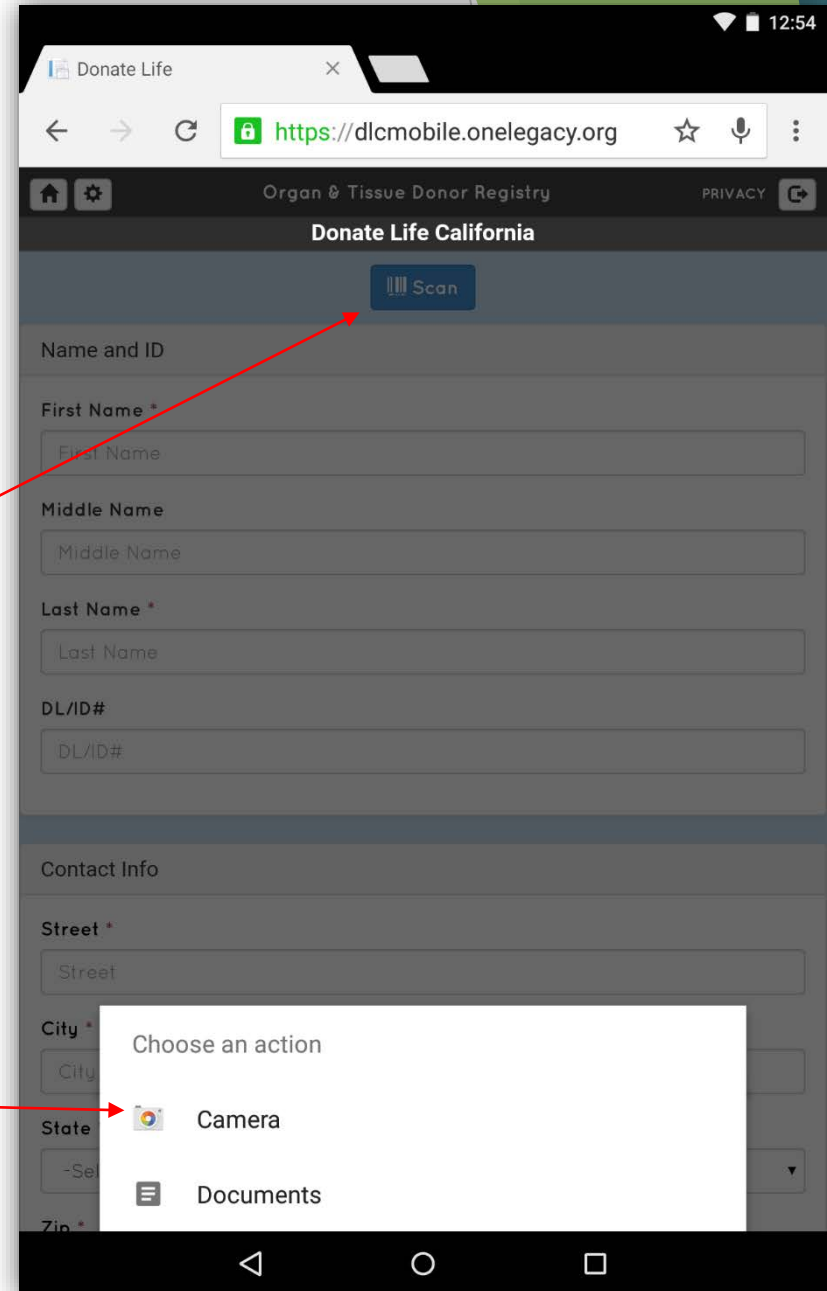 12:54
Donate Life
https://dlcmobile.onelegacy.org
Organ & Tissue Donor Registry PRIVACY
Donate Life California
Scan
Name and ID
First Name *
First Name
Middle Name
Middle Name
Last Name *
Last Name
DL/ID#
DL/ID#
Contact Info
Street *
Street
City *
City
Choose an action
Camera
State
-Sel
Documents
Zip *